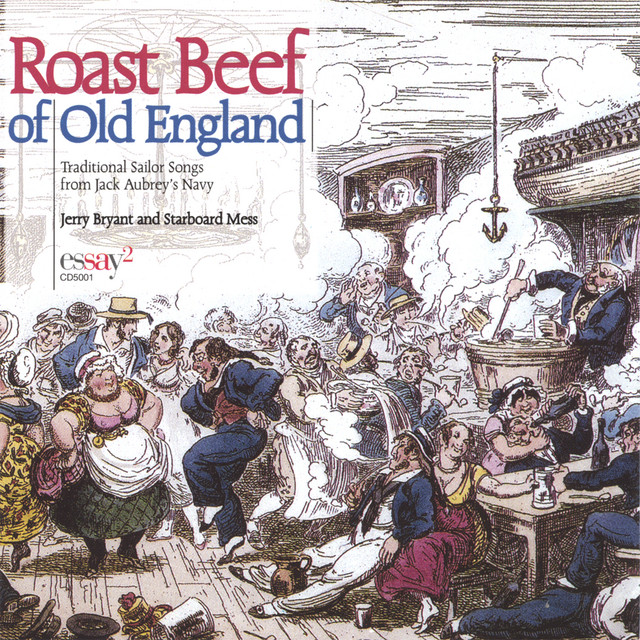 Roast Beef
of Old England
Traditional Sailor Songs
from Jack Aubrey's Navy
Jerry Bryant and Starboard Mess
essay2
CD5001